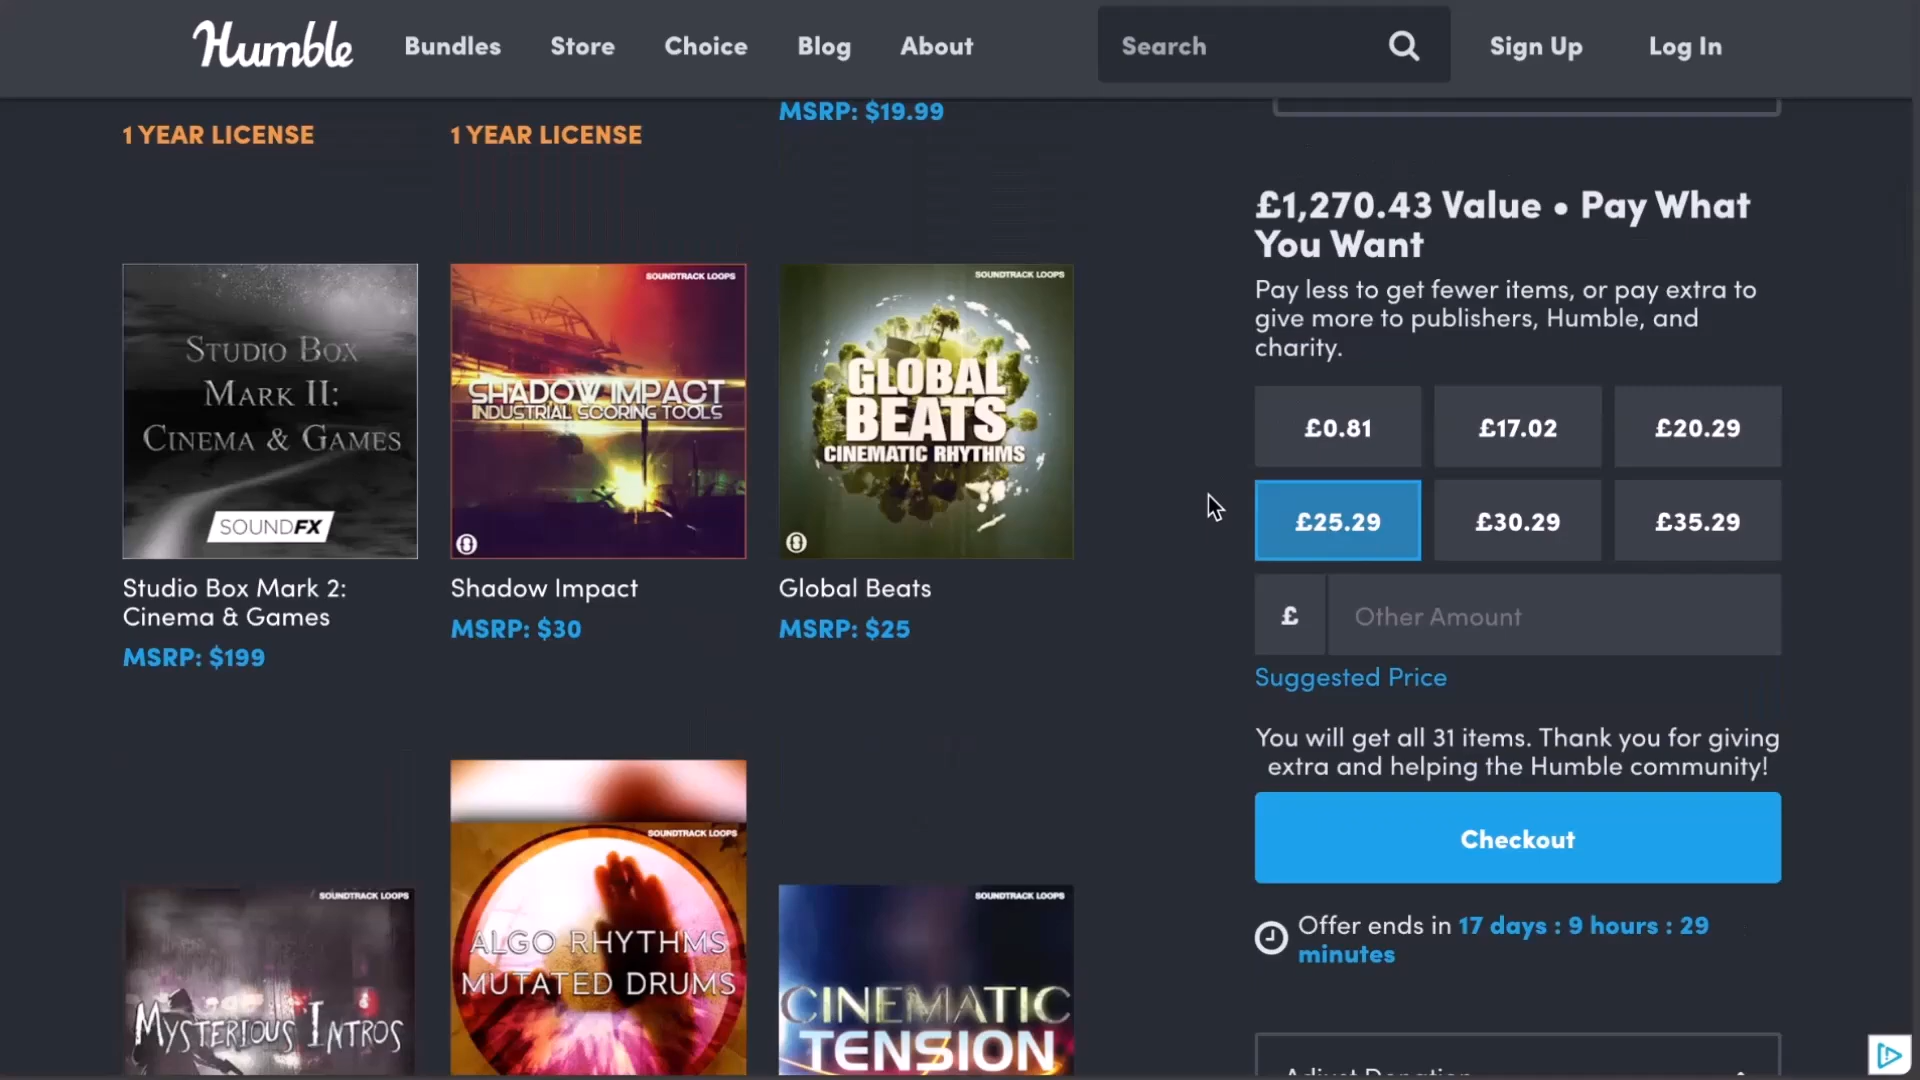 Humble
Bundles
Store
Choice
Blog
About
Search
Sign Up
Log In
1 YEAR LICENSE
1 YEAR LICENSE
MSRP: $19.99
STUDIO BOX
MARK II:
CINEMA & GAMES
SOUNDFX
Studio Box Mark 2:
Cinema & Games
MSRP: $199
SOUNDTRACK LOOPS
SHADOW IMPACT
INDUSTRIAL SCORING TOOLS
Shadow Impact
MSRP: $30
SOUNDTRACK LOOPS
GLOBAL
BEATS
CINEMATIC RHYTHMS
Global Beats
MSRP: $25
SOUNDTRACK LOOPS
MYSTERIOUS INTROS
SOUNDTRACK LOOPS
ALGO RHYTHMS
MUTATED DRUMS
SOUNDTRACK LOOPS
CINEMATIC
TENSION
£1,270.43 Value • Pay What
You Want
Pay less to get fewer items, or pay extra to
give more to publishers, Humble, and
charity.
£0.81
£17.02
£20.29
£25.29
£30.29
£35.29
£
Other Amount
Suggested Price
You will get all 31 items. Thank you for giving
extra and helping the Humble community!
Checkout
Offer ends in 17 days : 9 hours : 29
minutes
Adjust Donation